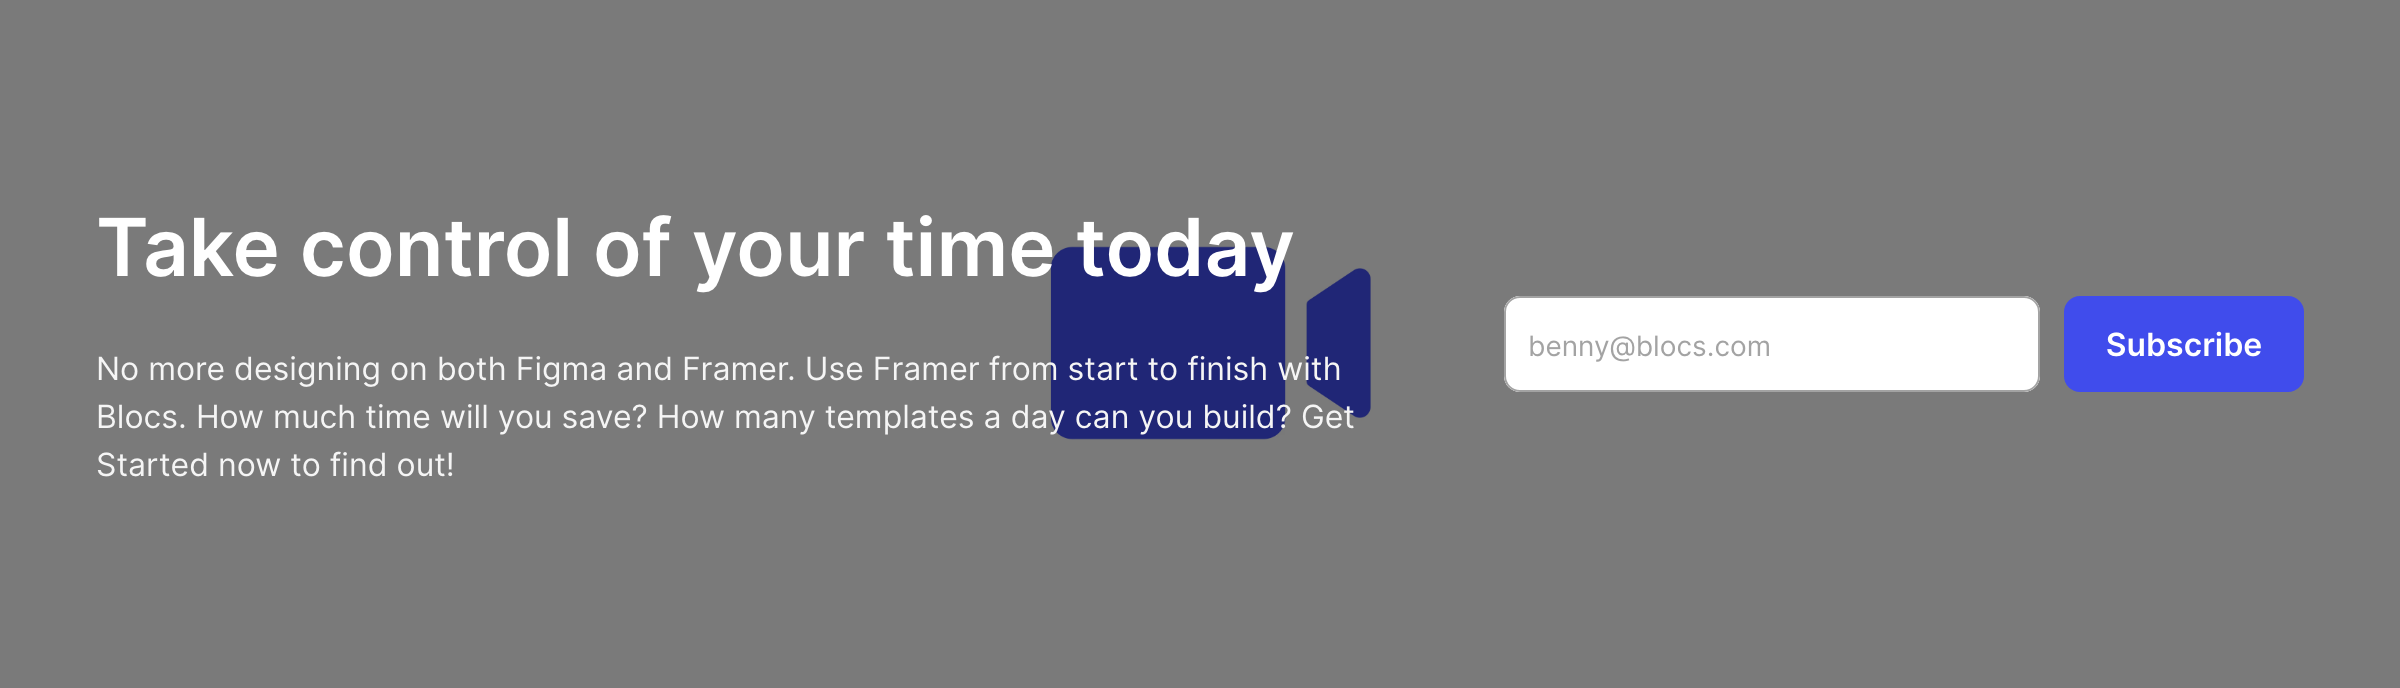 Take control of your time today
No more designing on both Figma and Framer. Use Framer from start to finish with
Blocs. How much time will you save? How many templates a day can you build? Get
Started now to find out!
benny@blocs.com
Subscribe